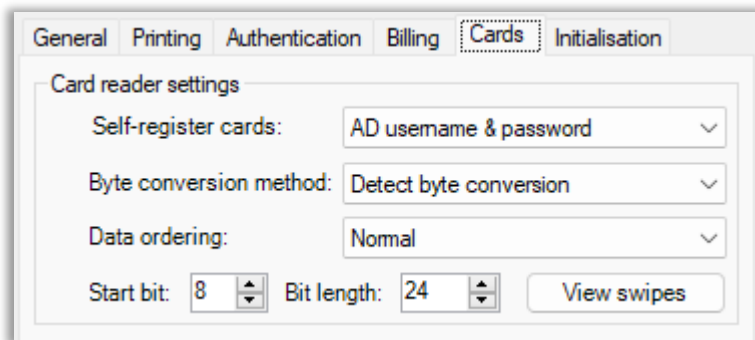 General Printing Authentication Billing Cards Initialisation
Card reader settings
Self-register cards: AD username & password
Byte conversion method: Detect byte conversion
Data ordering: Normal
Start bit: 8 Bit length: 24 View swipes